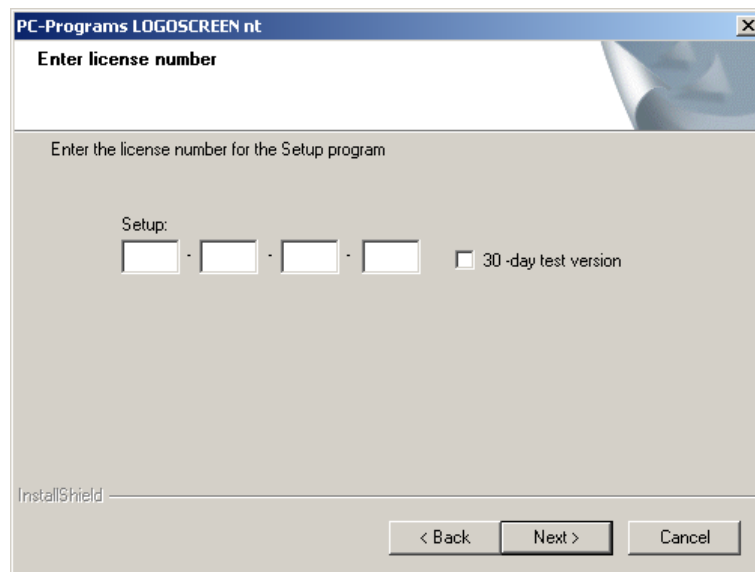 PC-Programs LOGOSCREEN nt
Enter license number
Enter the license number for the Setup program
Setup:
- - - 30 -day test version
InstallShield
< Back Next > Cancel